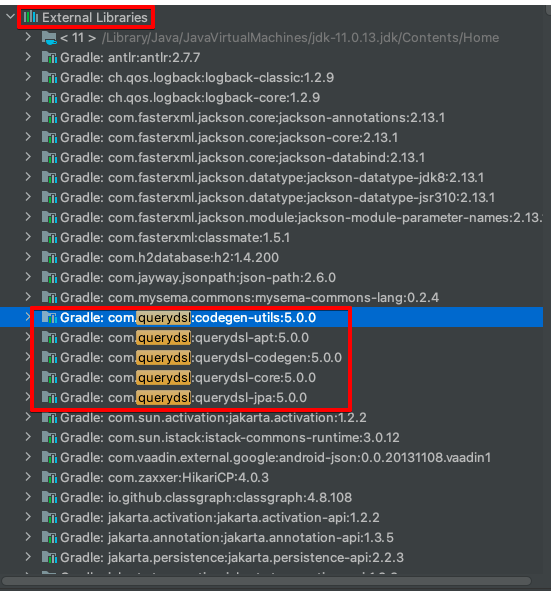 External Libraries
< 11 > /Library/Java/JavaVirtualMachines/jdk-11.0.13.jdk/Contents/Home
Gradle: antlr:antlr:2.7.7
Gradle: ch.qos.logback:logback-classic:1.2.9
Gradle: ch.qos.logback:logback-core:1.2.9
Gradle: com.fasterxml.jackson.core:jackson-annotations:2.13.1
Gradle: com.fasterxml.jackson.core:jackson-core:2.13.1
Gradle: com.fasterxml.jackson.core:jackson-databind:2.13.1
Gradle: com.fasterxml.jackson.datatype:jackson-datatype-jdk8:2.13.1
Gradle: com.fasterxml.jackson.datatype:jackson-datatype-jsr310:2.13.1
Gradle: com.fasterxml.jackson.module:jackson-module-parameter-names:2.13.
Gradle: com.fasterxml:classmate:1.5.1
Gradle: com.h2database:h2:1.4.200
Gradle: com.jayway.jsonpath:json-path:2.6.0
Gradle: com.mysema.commons:mysema-commons-lang:0.2.4
Gradle: com.querydsl:codegen-utils:5.0.0
Gradle: com.querydsl:querydsl-apt:5.0.0
Gradle: com.querydsl:querydsl-codegen:5.0.0
Gradle: com.querydsl:querydsl-core:5.0.0
Gradle: com.querydsl:querydsl-jpa:5.0.0
Gradle: com.sun.activation:jakarta.activation:1.2.2
Gradle: com.sun.istack:istack-commons-runtime:3.0.12
Gradle: com.vaadin.external.google:android-json:0.0.20131108.vaadin1
Gradle: com.zaxxer:HikariCP:4.0.3
Gradle: io.github.classgraph:classgraph:4.8.108
Gradle: jakarta.activation:jakarta.activation-api:1.2.2
Gradle: jakarta.annotation:jakarta.annotation-api:1.3.5
Gradle: jakarta.persistence:jakarta.persistence-api:2.2.3